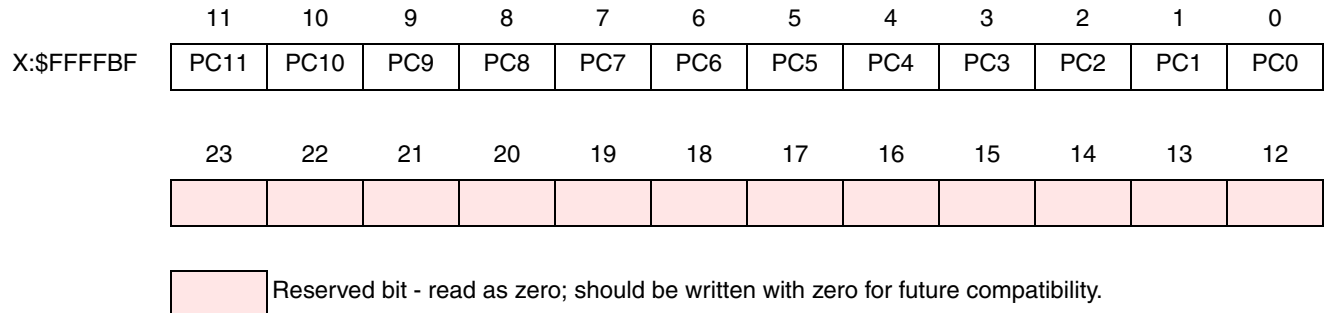 11 10 9 8 7 6 5 4 3 2 1 0
X:$FFFFBF PC11 PC10 PC9 PC8 PC7 PC6 PC5 PC4 PC3 PC2 PC1 PC0
23 22 21 20 19 18 17 16 15 14 13 12
Reserved bit - read as zero; should be written with zero for future compatibility.